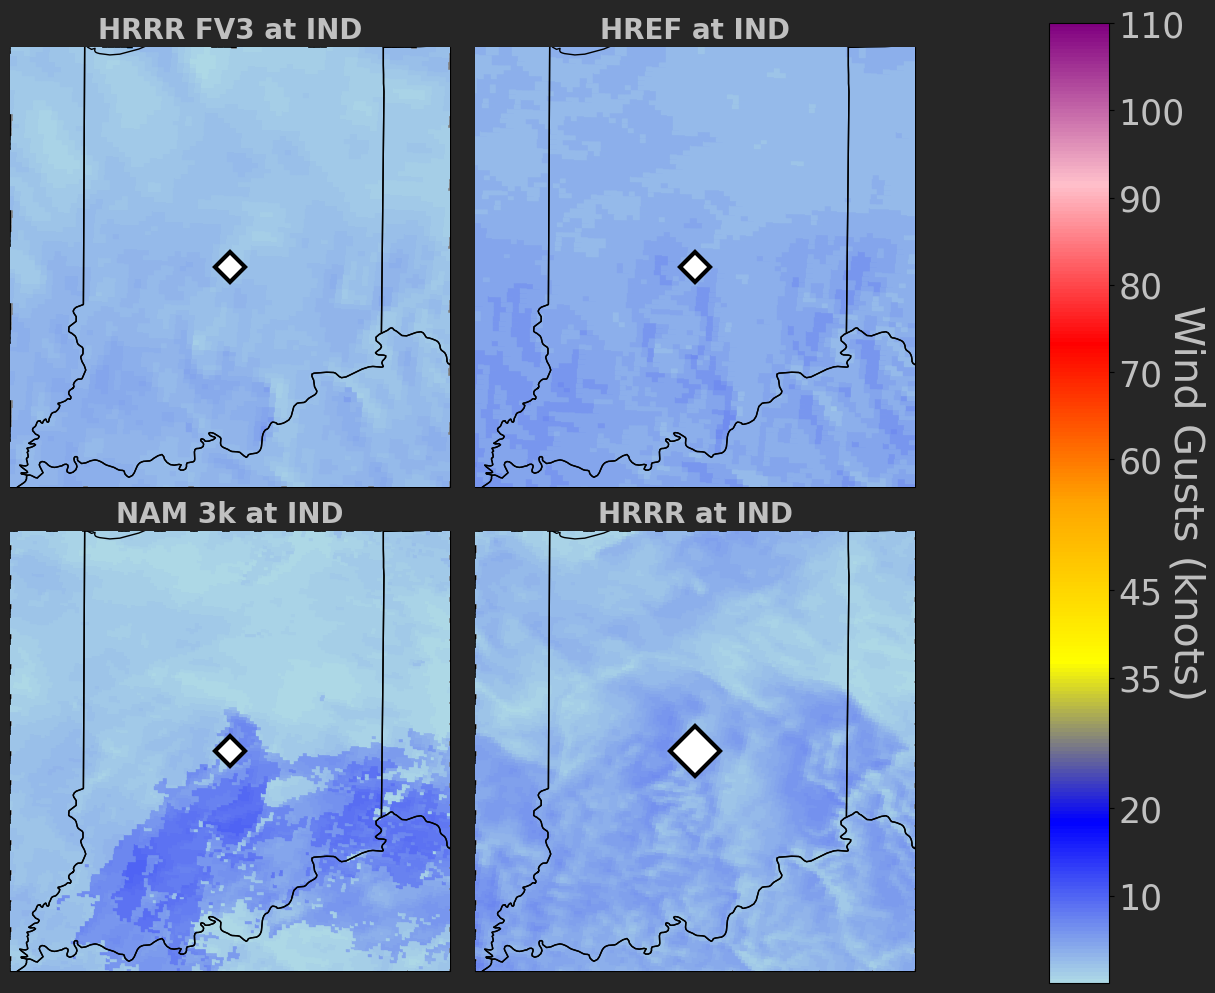 HRRR FV3 at IND
HREF at IND
NAM 3k at IND
HRRR at IND
110
100
90
80
70
60
45
35
20
10
Wind Gusts (knots)